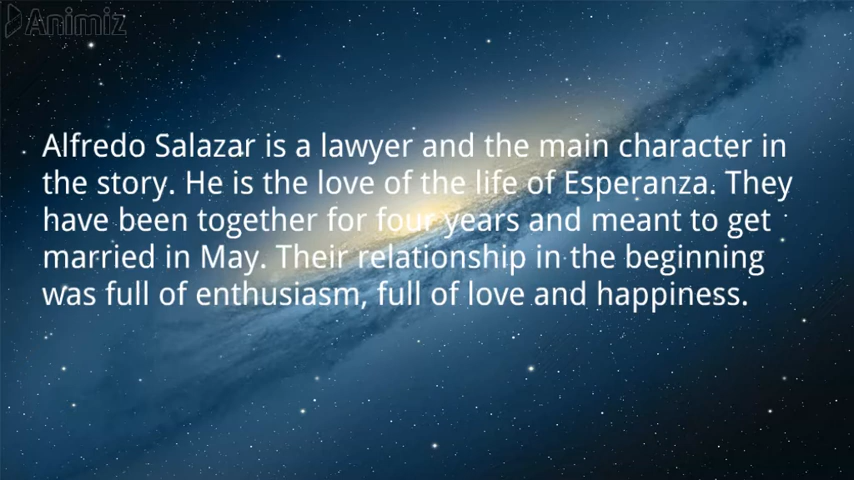 Animiz
Alfredo Salazar is a lawyer and the main character in
the story. He is the love of the life of Esperanza. They
have been together for four years and meant to get
married in May. Their relationship in the beginning
was full of enthusiasm, full of love and happiness.